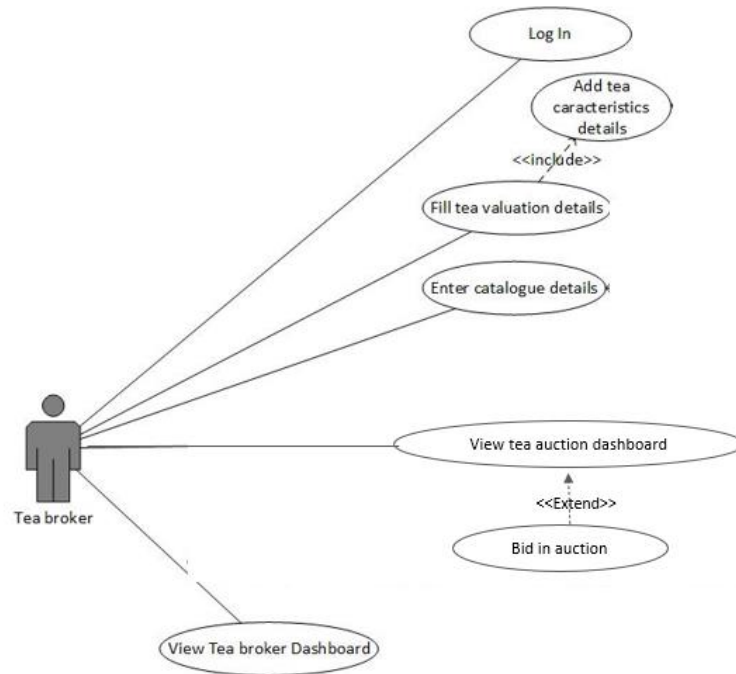 Log In
Add tea
caracteristics
details
<<include>>
Fill tea valuation details
Enter catalogue details
View tea auction dashboard
<<Extend>>
Bid in auction
Tea broker
View Tea broker Dashboard